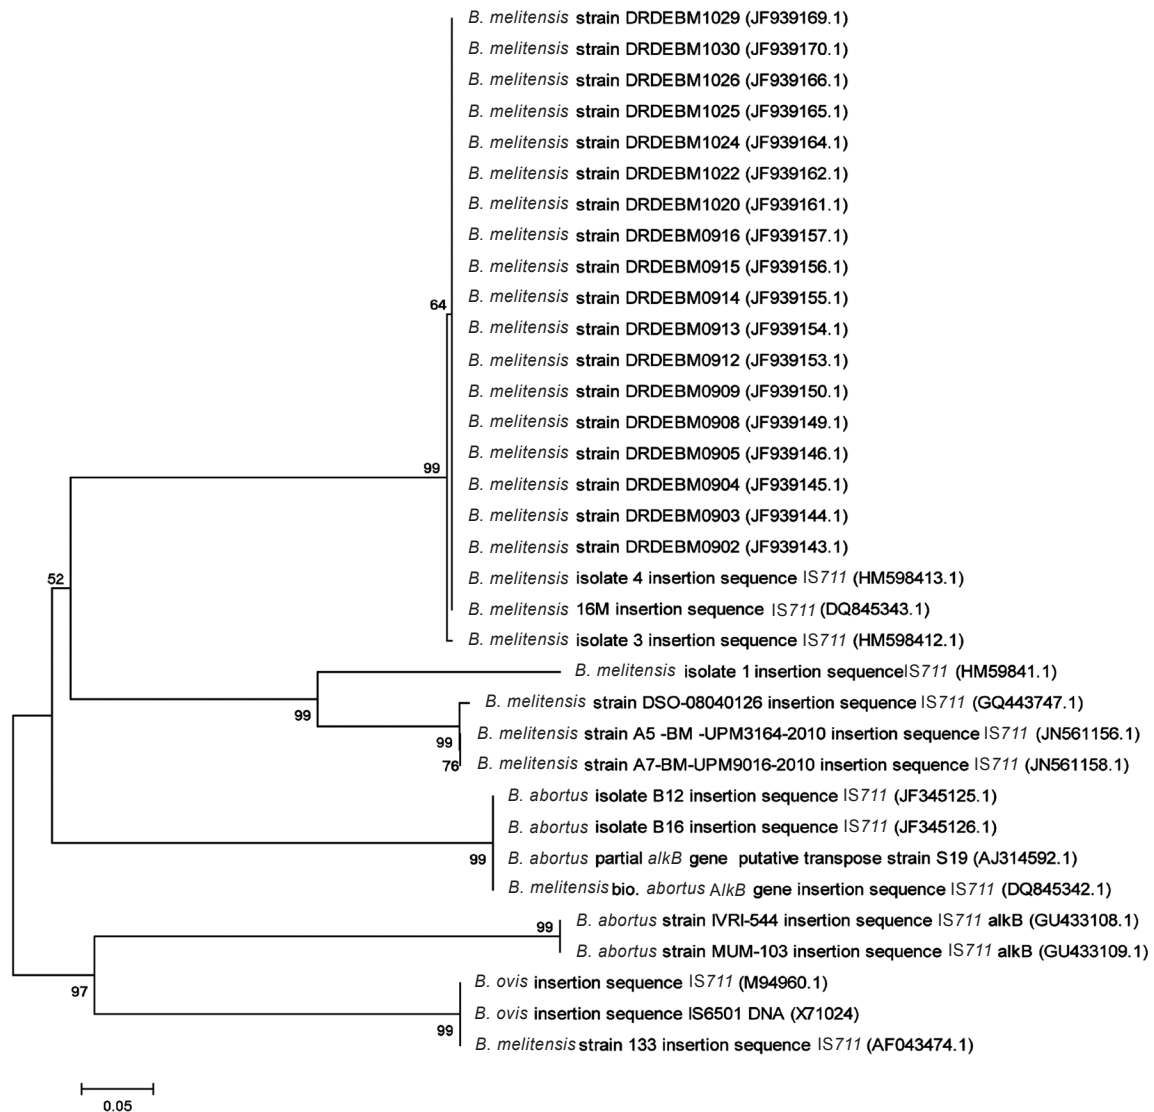 B. melitensis strain DRDEBM1029 (JF939169.1)
B. melitensis strain DRDEBM1030 (JF939170.1)
B. melitensis strain DRDEBM1026 (JF939166.1)
B. melitensis strain DRDEBM1025 (JF939165.1)
B. melitensis strain DRDEBM1024 (JF939164.1)
B. melitensis strain DRDEBM1022 (JF939162.1)
B. melitensis strain DRDEBM1020 (JF939161.1)
B. melitensis strain DRDEBM0916 (JF939157.1)
B. melitensis strain DRDEBM0915 (JF939156.1)
B. melitensis strain DRDEBM0914 (JF939155.1)
64
B. melitensis strain DRDEBM0913 (JF939154.1)
B. melitensis strain DRDEBM0912 (JF939153.1)
B. melitensis strain DRDEBM0909 (JF939150.1)
B. melitensis strain DRDEBM0908 (JF939149.1)
B. melitensis strain DRDEBM0905 (JF939146.1)
99
B. melitensis strain DRDEBM0904 (JF939145.1)
B. melitensis strain DRDEBM0903 (JF939144.1)
B. melitensis strain DRDEBM0902 (JF939143.1)
52
B. melitensis isolate 4 insertion sequence IS711 (HM598413.1)
B. melitensis 16M insertion sequence IS711 (DQ845343.1)
B. melitensis isolate 3 insertion sequence IS711 (HM598412.1)
B. melitensis isolate 1 insertion sequenceIS711 (HM59841.1)
B. melitensis strain DSO-08040126 insertion sequence IS711 (GQ443747.1)
99
B. melitensis strain A5 -BM -UPM3164-2010 insertion sequence IS711 (JN561156.1)
99
76
B. melitensis strain A7-BM-UPM9016-2010 insertion sequence IS711 (JN561158.1)
B. abortus isolate B12 insertion sequence IS711 (JF345125.1)
B. abortus isolate B16 insertion sequence IS711 (JF345126.1)
99
B. abortus partial alkB gene putative transpose strain S19 (AJ314592.1)
B. melitensis bio. abortus AlkB gene insertion sequence IS711 (DQ845342.1)
99
B. abortus strain IVRI-544 insertion sequence IS711 alkB (GU433108.1)
B. abortus strain MUM-103 insertion sequence IS711 alkB (GU433109.1)
97
B. ovis insertion sequence IS711 (M94960.1)
B. ovis insertion sequence IS6501 DNA (X71024)
99
B. melitensis strain 133 insertion sequence IS711 (AF043474.1)
0.05